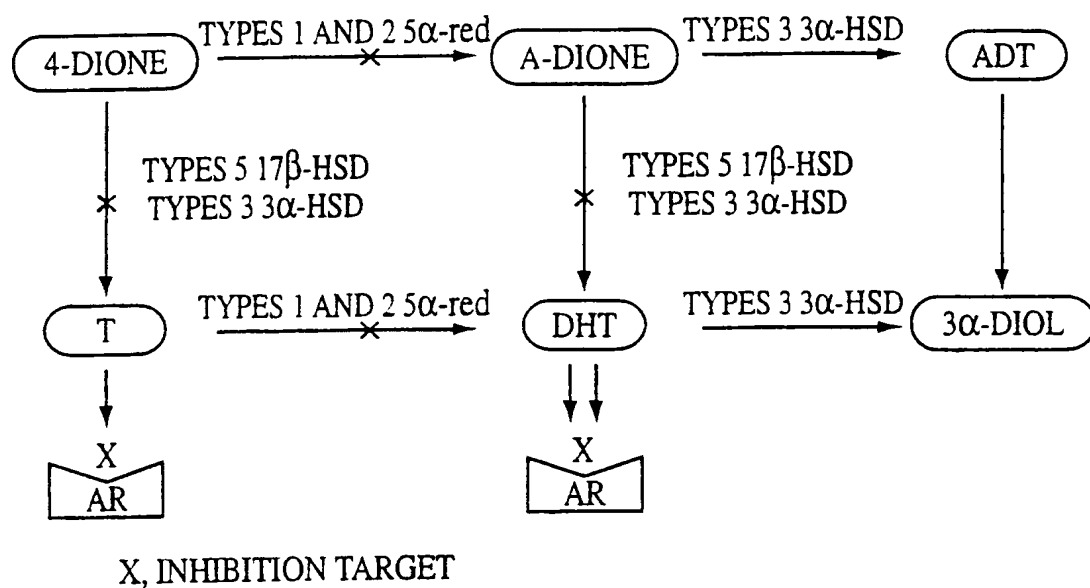 TYPES 1 AND 2 5α-red
TYPES 3 3α-HSD
4-DIONE
A-DIONE
ADT
TYPES 5 17β-HSD
TYPES 3 3α-HSD
TYPES 5 17β-HSD
TYPES 3 3α-HSD
TYPES 1 AND 2 5α-red
TYPES 3 3α-HSD
T
DHT
3α-DIOL
X
AR
X
AR
X, INHIBITION TARGET